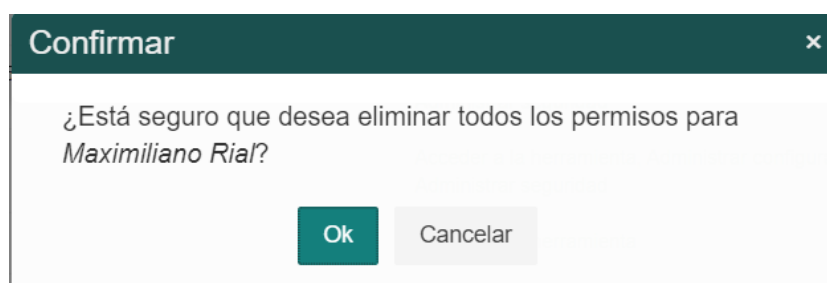 Confirmar ×
¿Está seguro que desea eliminar todos los permisos para
Maximiliano Rial?
Ok Cancelar